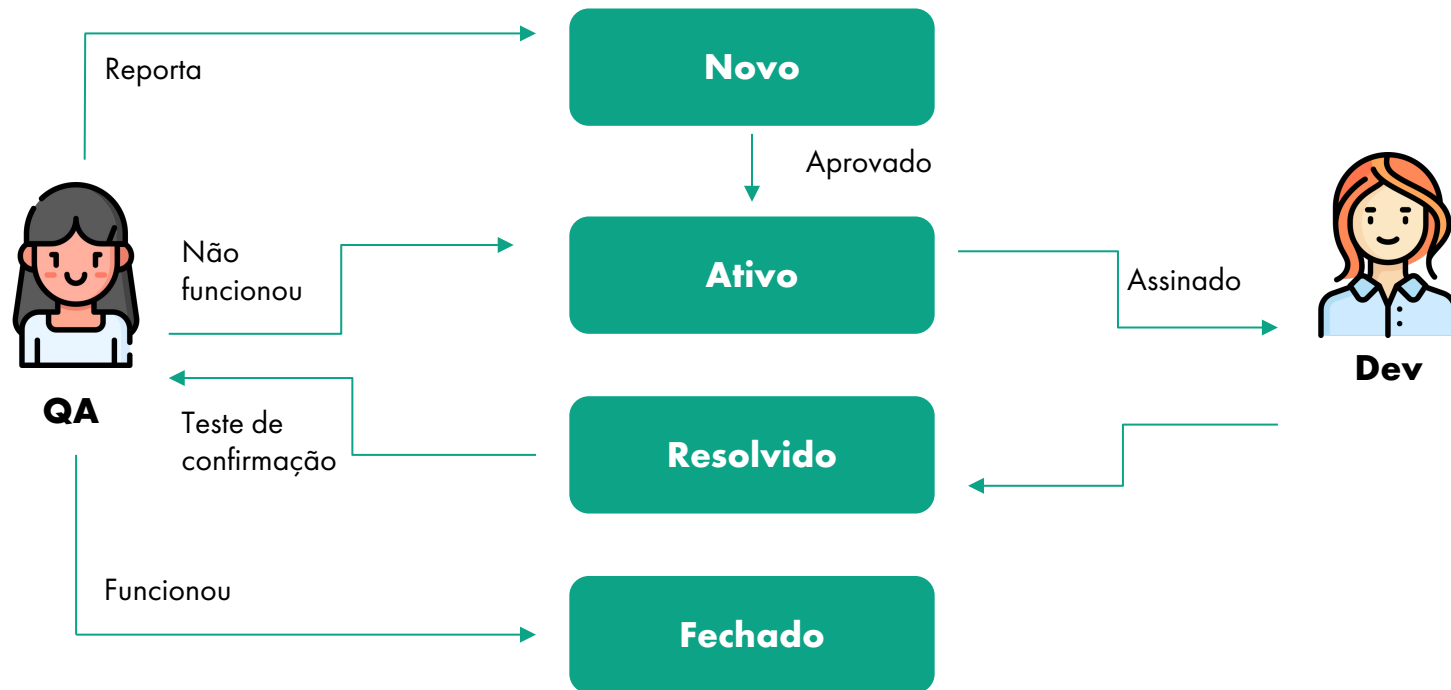 Novo
Reporta
Aprovado
Não
funcionou
Ativo
Assinado
Dev
QA
Teste de
confirmação
Resolvido
Funcionou
Fechado